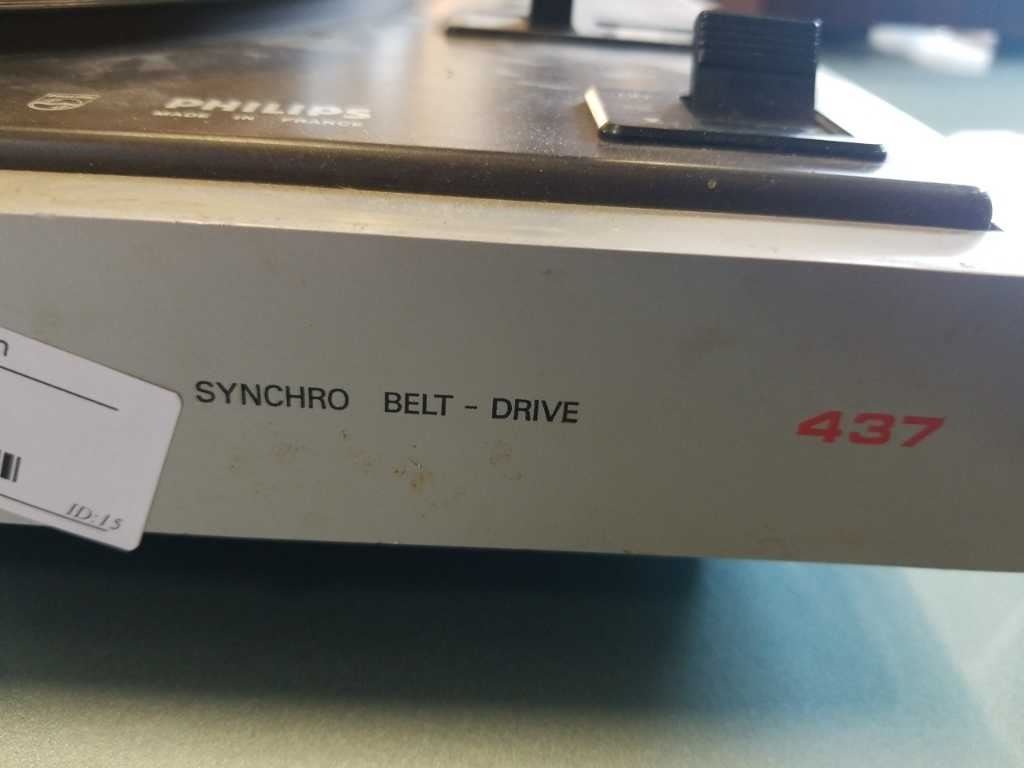 PHILIPS
MADE IN FRANCE
SYNCHRO BELT - DRIVE
437
n
ID:15